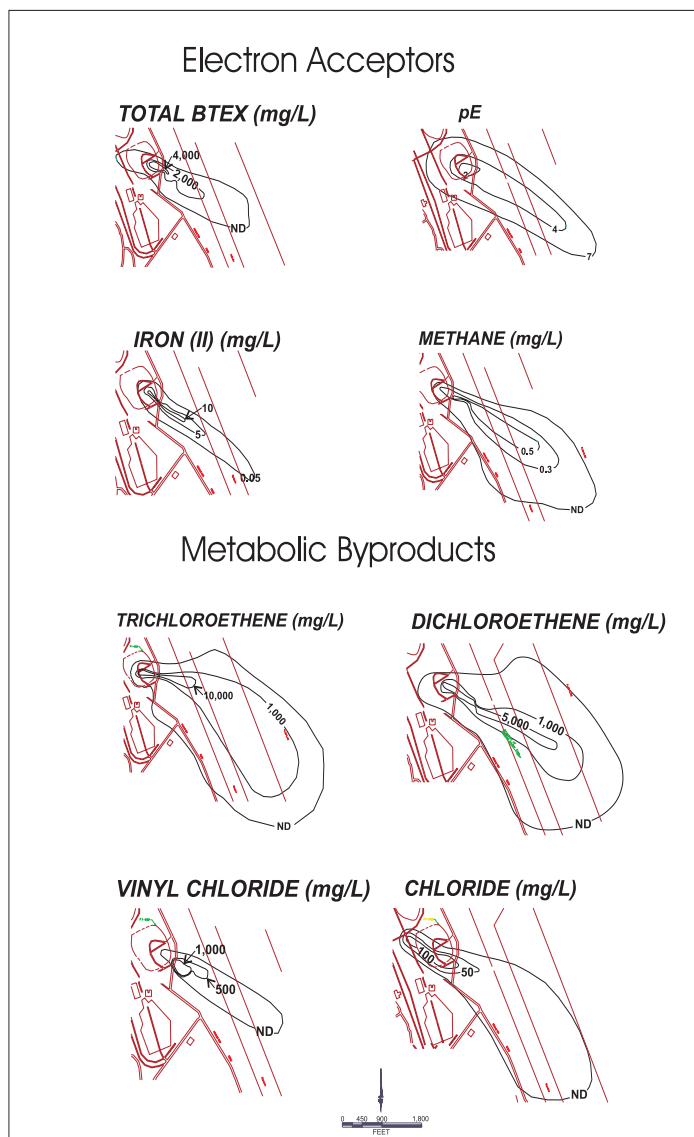 Electron Acceptors
TOTAL BTEX (mg/L)
pE
4,000
2,000
ND
4
7
IRON (II) (mg/L)
METHANE (mg/L)
10
5
0.05
0.5
0.3
ND
Metabolic Byproducts
TRICHLOROETHENE (mg/L)
DICHLOROETHENE (mg/L)
10,000
1,000
ND
5,000
1,000
ND
VINYL CHLORIDE (mg/L)
CHLORIDE (mg/L)
1,000
500
ND
100
50
ND
0 450 900 1,800
FEET